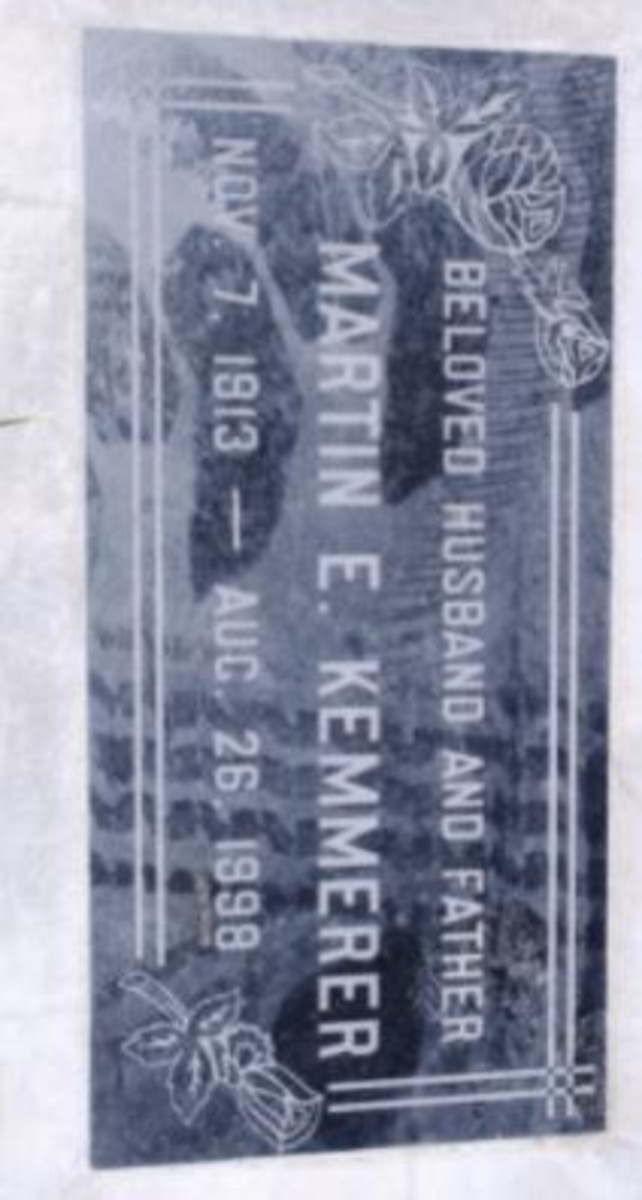 BELOVED HUSBAND AND FATHER
MARTIN E. KEMMERER
NOV 7, 1913 — AUG. 26, 1998